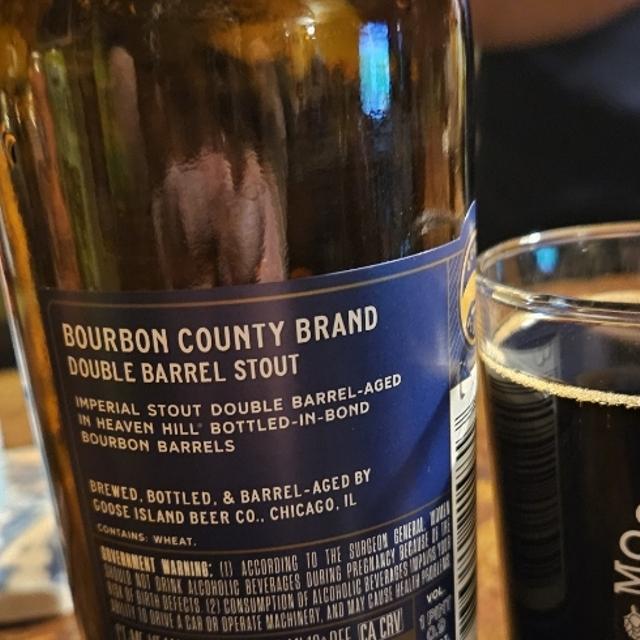 BOURBON COUNTY BRAND
DOUBLE BARREL STOUT
IMPERIAL STOUT DOUBLE BARREL-AGED
IN HEAVEN HILL® BOTTLED-IN-BOND
BOURBON BARRELS
BREWED, BOTTLED, & BARREL-AGED BY
GOOSE ISLAND BEER CO., CHICAGO, IL
CONTAINS: WHEAT.
GOVERNMENT WARNING: (1) ACCORDING TO THE SURGEON GENERAL, WOMEN
SHOULD NOT DRINK ALCOHOLIC BEVERAGES DURING PREGNANCY BECAUSE OF THE
RISK OF BIRTH DEFECTS. (2) CONSUMPTION OF ALCOHOLIC BEVERAGES IMPAIRS YOUR
ABILITY TO DRIVE A CAR OR OPERATE MACHINERY, AND MAY CAUSE HEALTH PROBLEMS.
VOL
1 PINT
CA CRV
MO